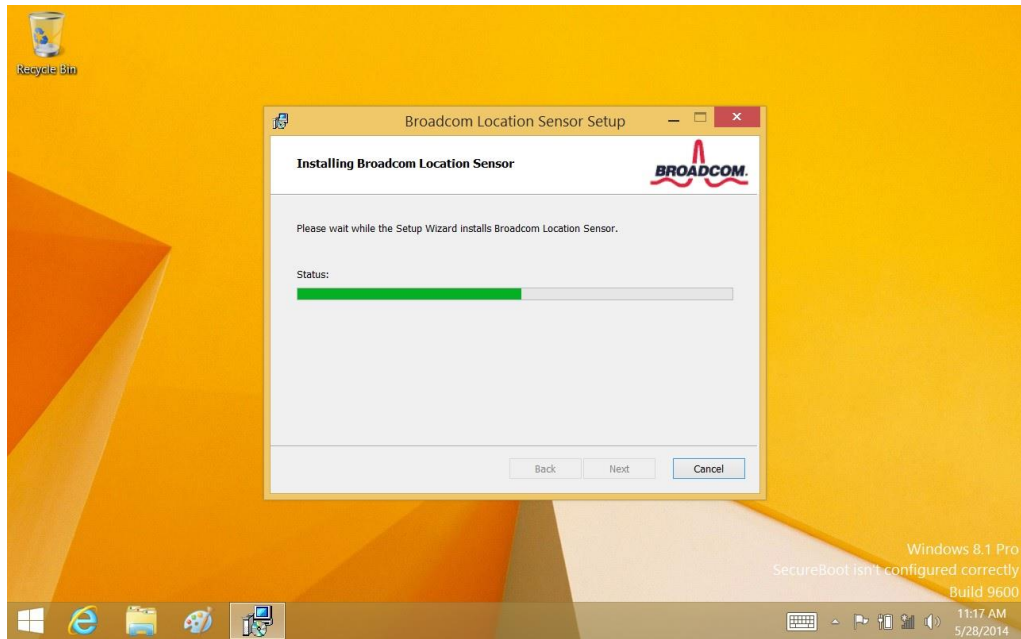 Recycle Bin
Broadcom Location Sensor Setup
Installing Broadcom Location Sensor
BROADCOM.
Please wait while the Setup Wizard installs Broadcom Location Sensor.
Status:
Back
Next
Cancel
Windows 8.1 Pro
SecureBoot isn't configured correctly
Build 9600
11:17 AM
5/28/2014